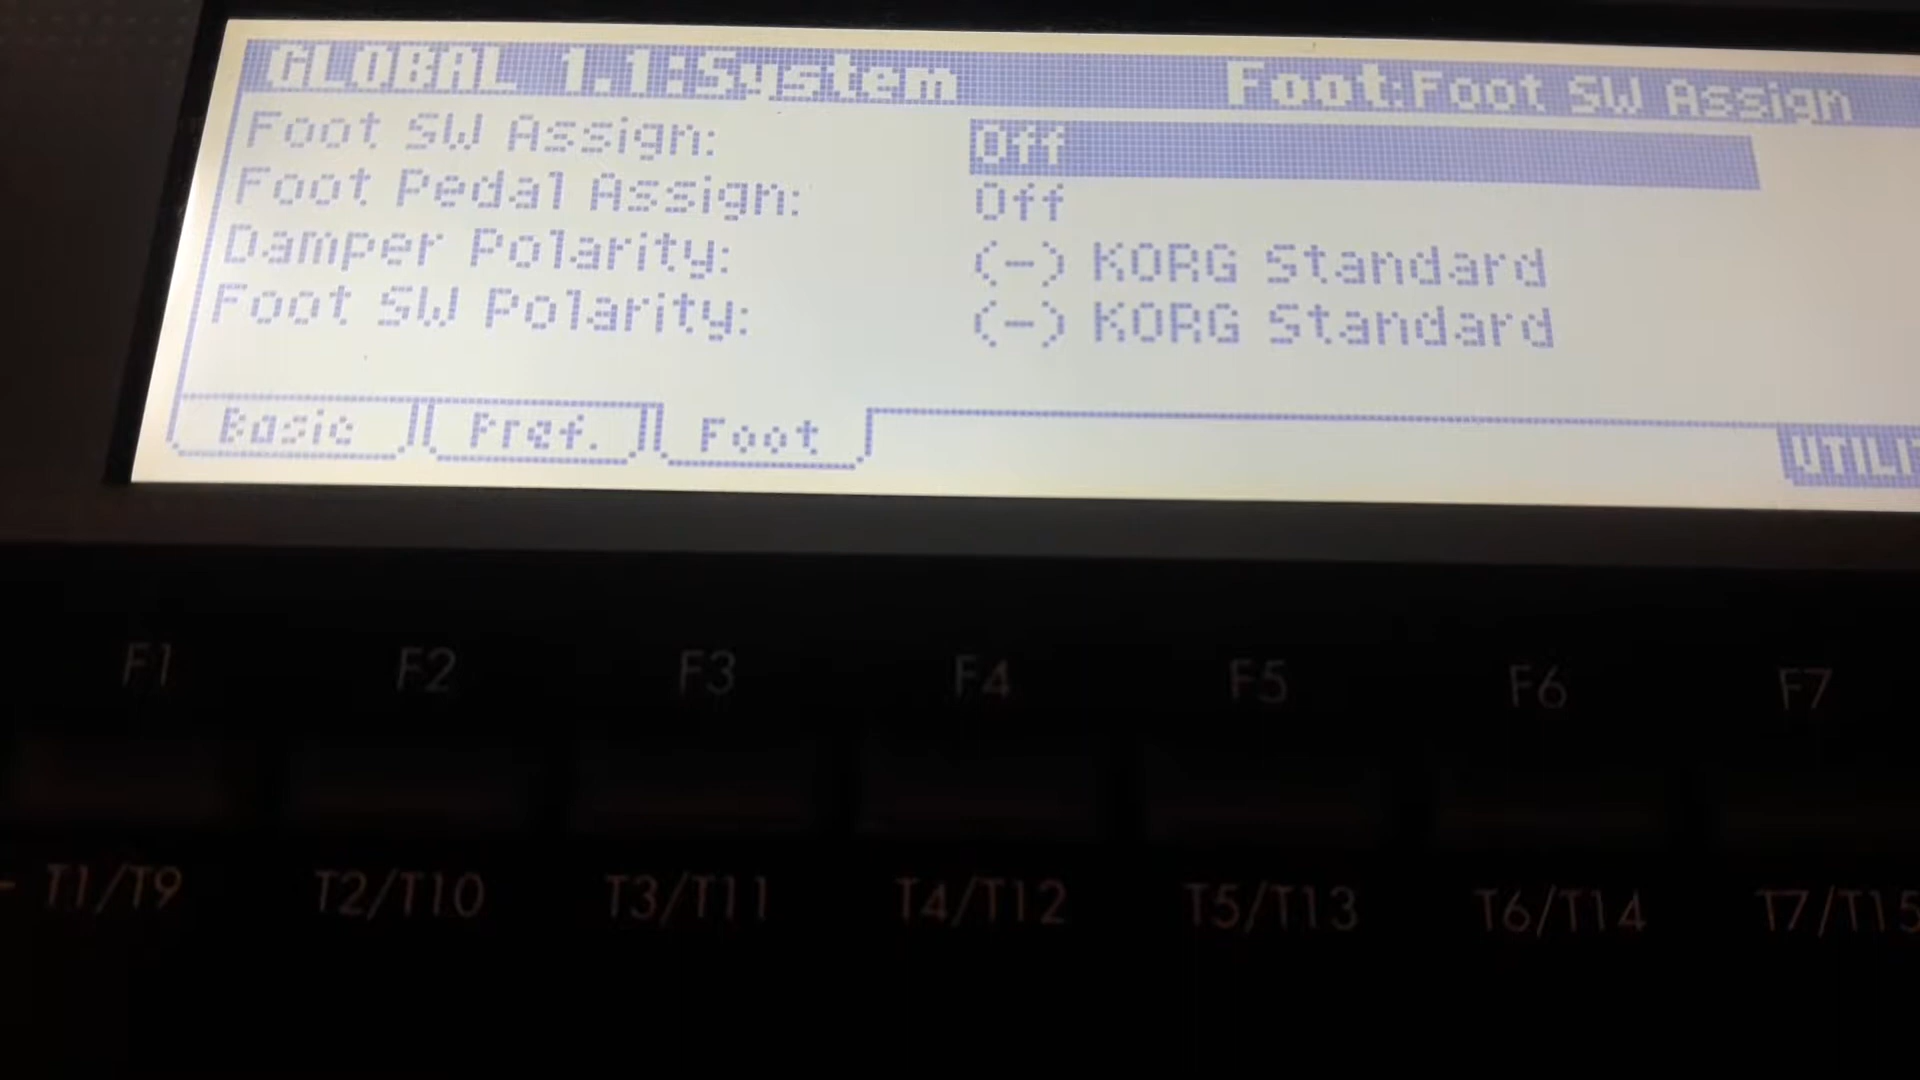 GLOBAL 1.1:System Foot:Foot SW Assign
Foot SW Assign: Off
Foot Pedal Assign: Off
Damper Polarity: (-) KORG Standard
Foot SW Polarity: (-) KORG Standard
Basic Pref. Foot
F1 F2 F3 F4 F5 F6 F7
T1/T9 T2/T10 T3/T11 T4/T12 T5/T13 T6/T14 T7/T15